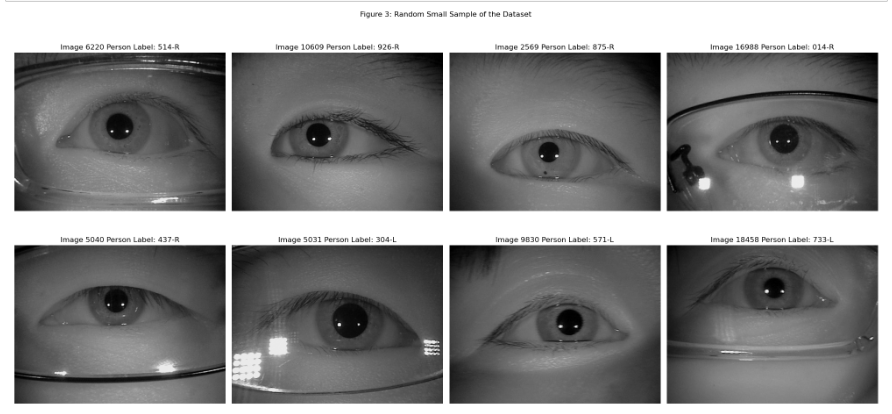 Figure 3: Random Small Sample of the Dataset
Image 6220 Person Label: 514-R
Image 10609 Person Label: 926-R
Image 2569 Person Label: 875-R
Image 16988 Person Label: 014-R
Image 5040 Person Label: 437-R
Image 5031 Person Label: 304-L
Image 9830 Person Label: 571-L
Image 18458 Person Label: 733-L